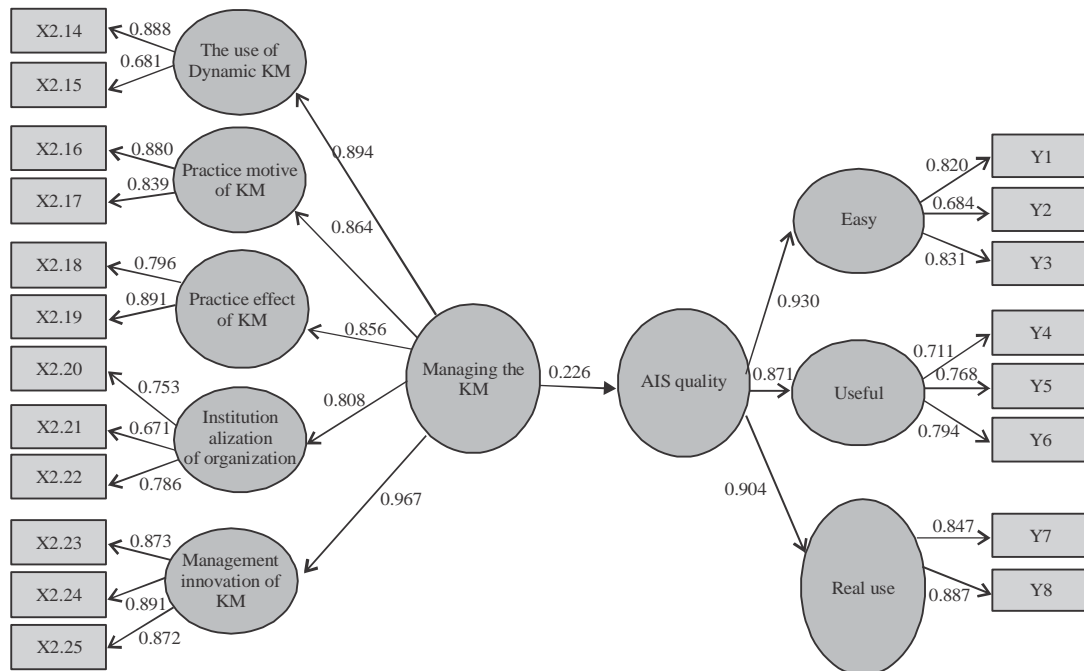 X2.14
X2.15
X2.16
X2.17
X2.18
X2.19
X2.20
X2.21
X2.22
X2.23
X2.24
X2.25
0.888
0.681
0.880
0.839
0.796
0.891
0.753
0.671
0.786
0.873
0.891
0.872
The use of
Dynamic KM
Practice motive
of KM
Practice effect
of KM
Institution
alization
of organization
Management
innovation of
KM
0.894
0.864
0.856
0.808
0.967
Managing the
KM
0.226
AIS quality
0.930
0.871
0.904
Easy
Useful
Real use
0.820
0.684
0.831
0.711
0.768
0.794
0.847
0.887
Y1
Y2
Y3
Y4
Y5
Y6
Y7
Y8